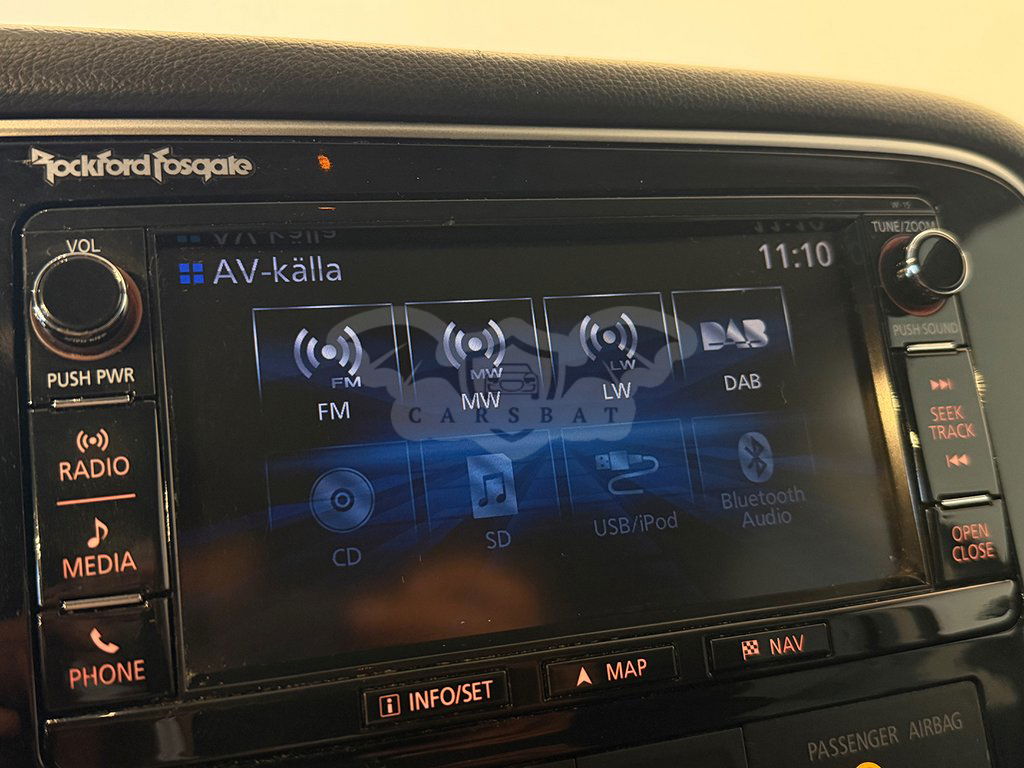 Rockford Fosgate
VOL
PUSH PWR
RADIO
MEDIA
PHONE
AV-källa
11:10
FM
FM
MW
MW
LW
LW
DAB
DAB
CARSBAT
CD
SD
USB/iPod
Bluetooth
Audio
TUNE/ZOOM
PUSH SOUND
SEEK
TRACK
OPEN
CLOSE
INFO/SET
MAP
NAV
PASSENGER AIRBAG